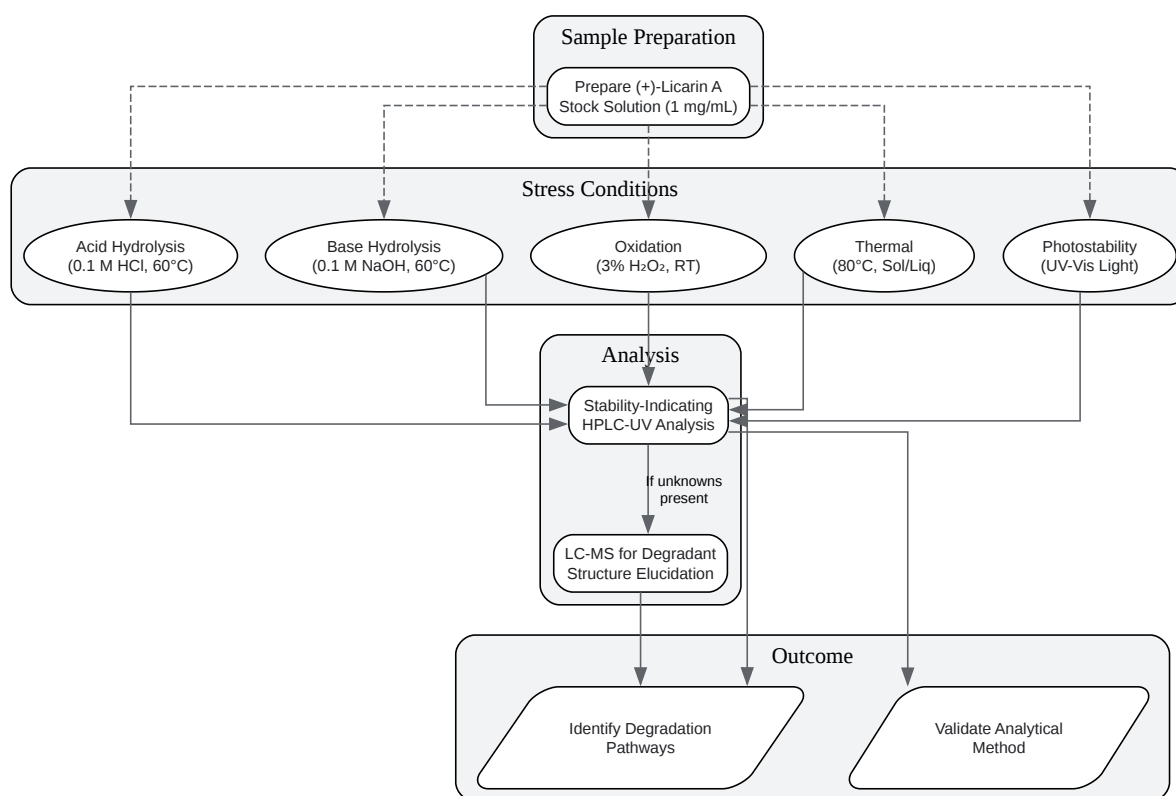 Sample Preparation
Prepare (+)-Licarin A
Stock Solution (1 mg/mL)
Stress Conditions
Acid Hydrolysis
(0.1 M HCl, 60°C)
Base Hydrolysis
(0.1 M NaOH, 60°C)
Oxidation
(3% H₂O₂, RT)
Thermal
(80°C, Sol/Liq)
Photostability
(UV-Vis Light)
Analysis
Stability-Indicating
HPLC-UV Analysis
If unknowns
present
LC-MS for Degradant
Structure Elucidation
Outcome
Identify Degradation
Pathways
Validate Analytical
Method